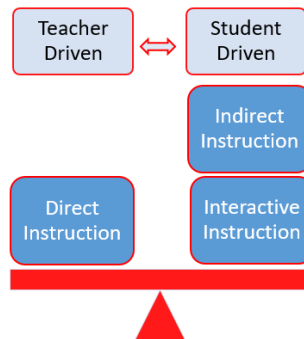 Teacher
Driven
Student
Driven
Indirect
Instruction
Direct
Instruction
Interactive
Instruction